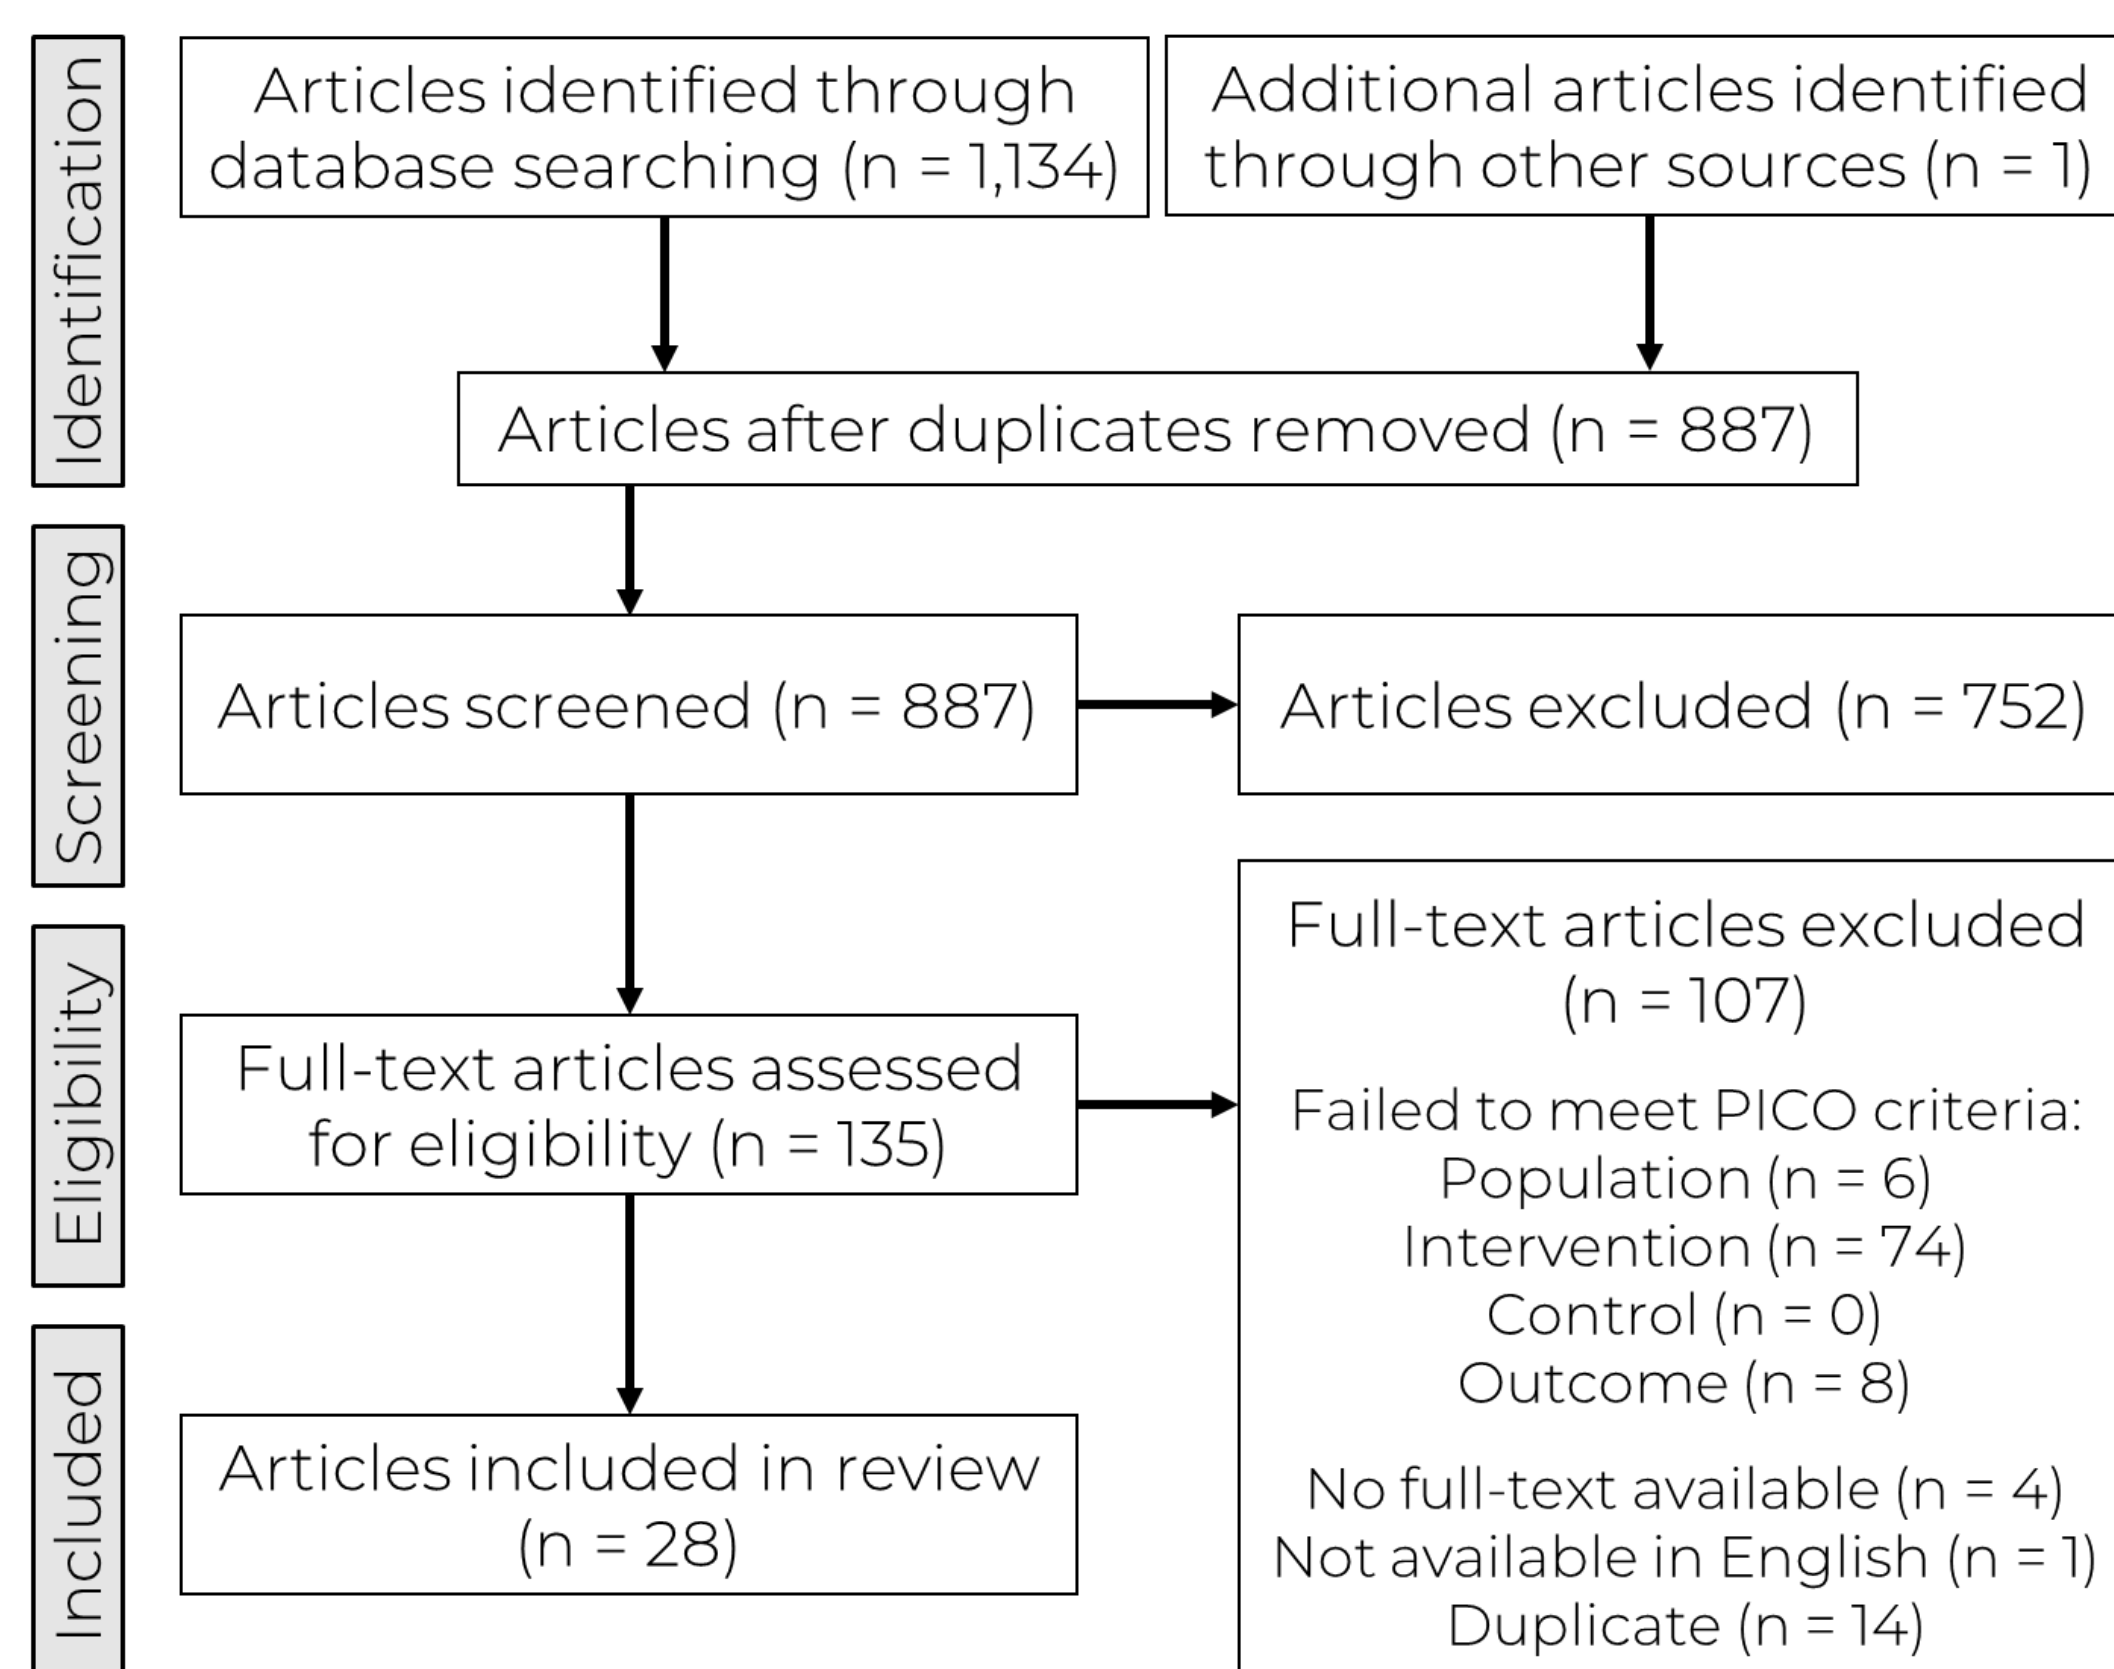 Identification
Articles identified through
database searching (n = 1,134)
Additional articles identified
through other sources (n = 1)
Articles after duplicates removed (n = 887)
Screening
Articles screened (n = 887)
Articles excluded (n = 752)
Eligibility
Full-text articles assessed
for eligibility (n = 135)
Full-text articles excluded
(n = 107)
Failed to meet PICO criteria:
Population (n = 6)
Intervention (n = 74)
Control (n = 0)
Outcome (n = 8)
No full-text available (n = 4)
Not available in English (n = 1)
Duplicate (n = 14)
Included
Articles included in review
(n = 28)